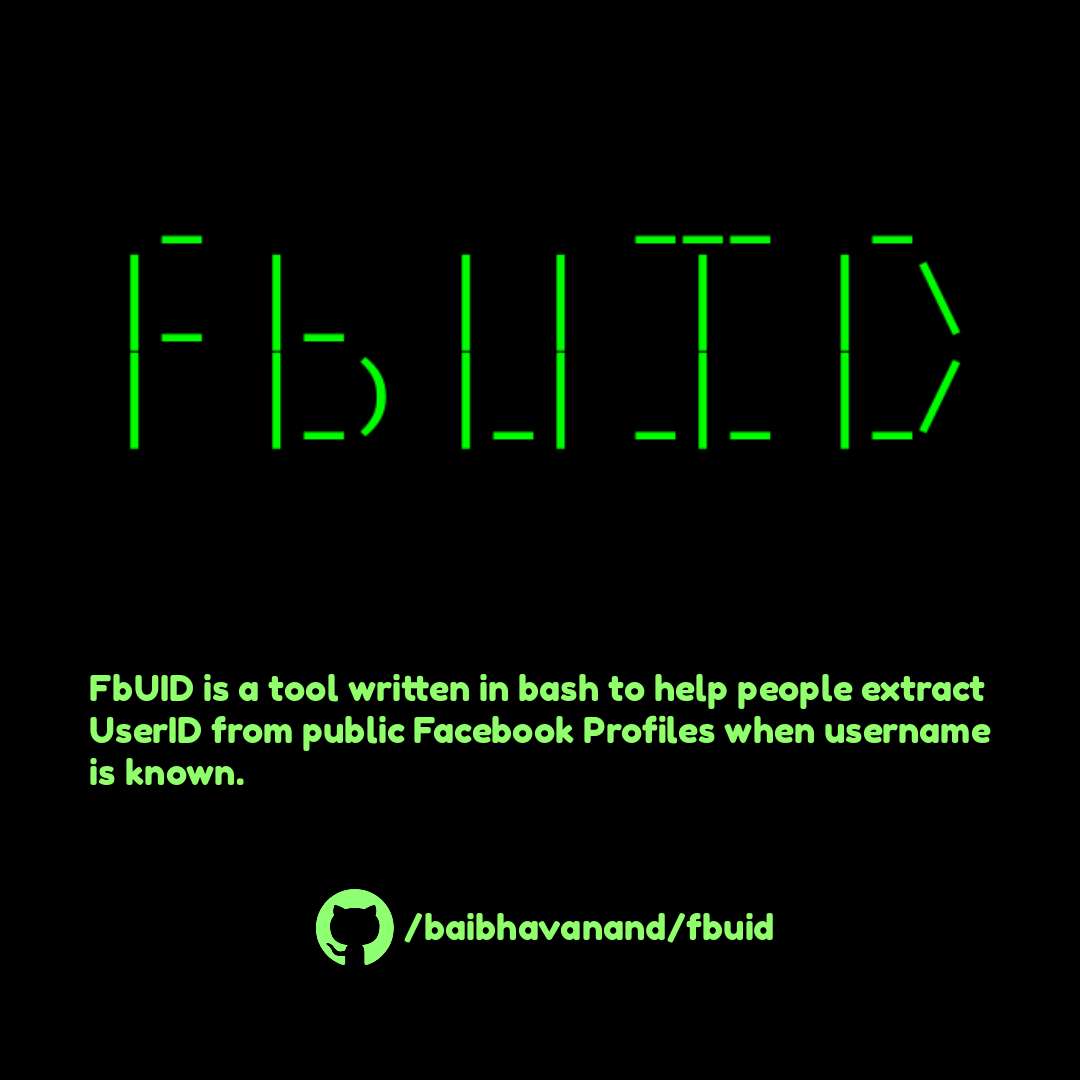 FbUID
FbUID is a tool written in bash to help people extract
UserID from public Facebook Profiles when username
is known.
/baibhavanand/fbuid